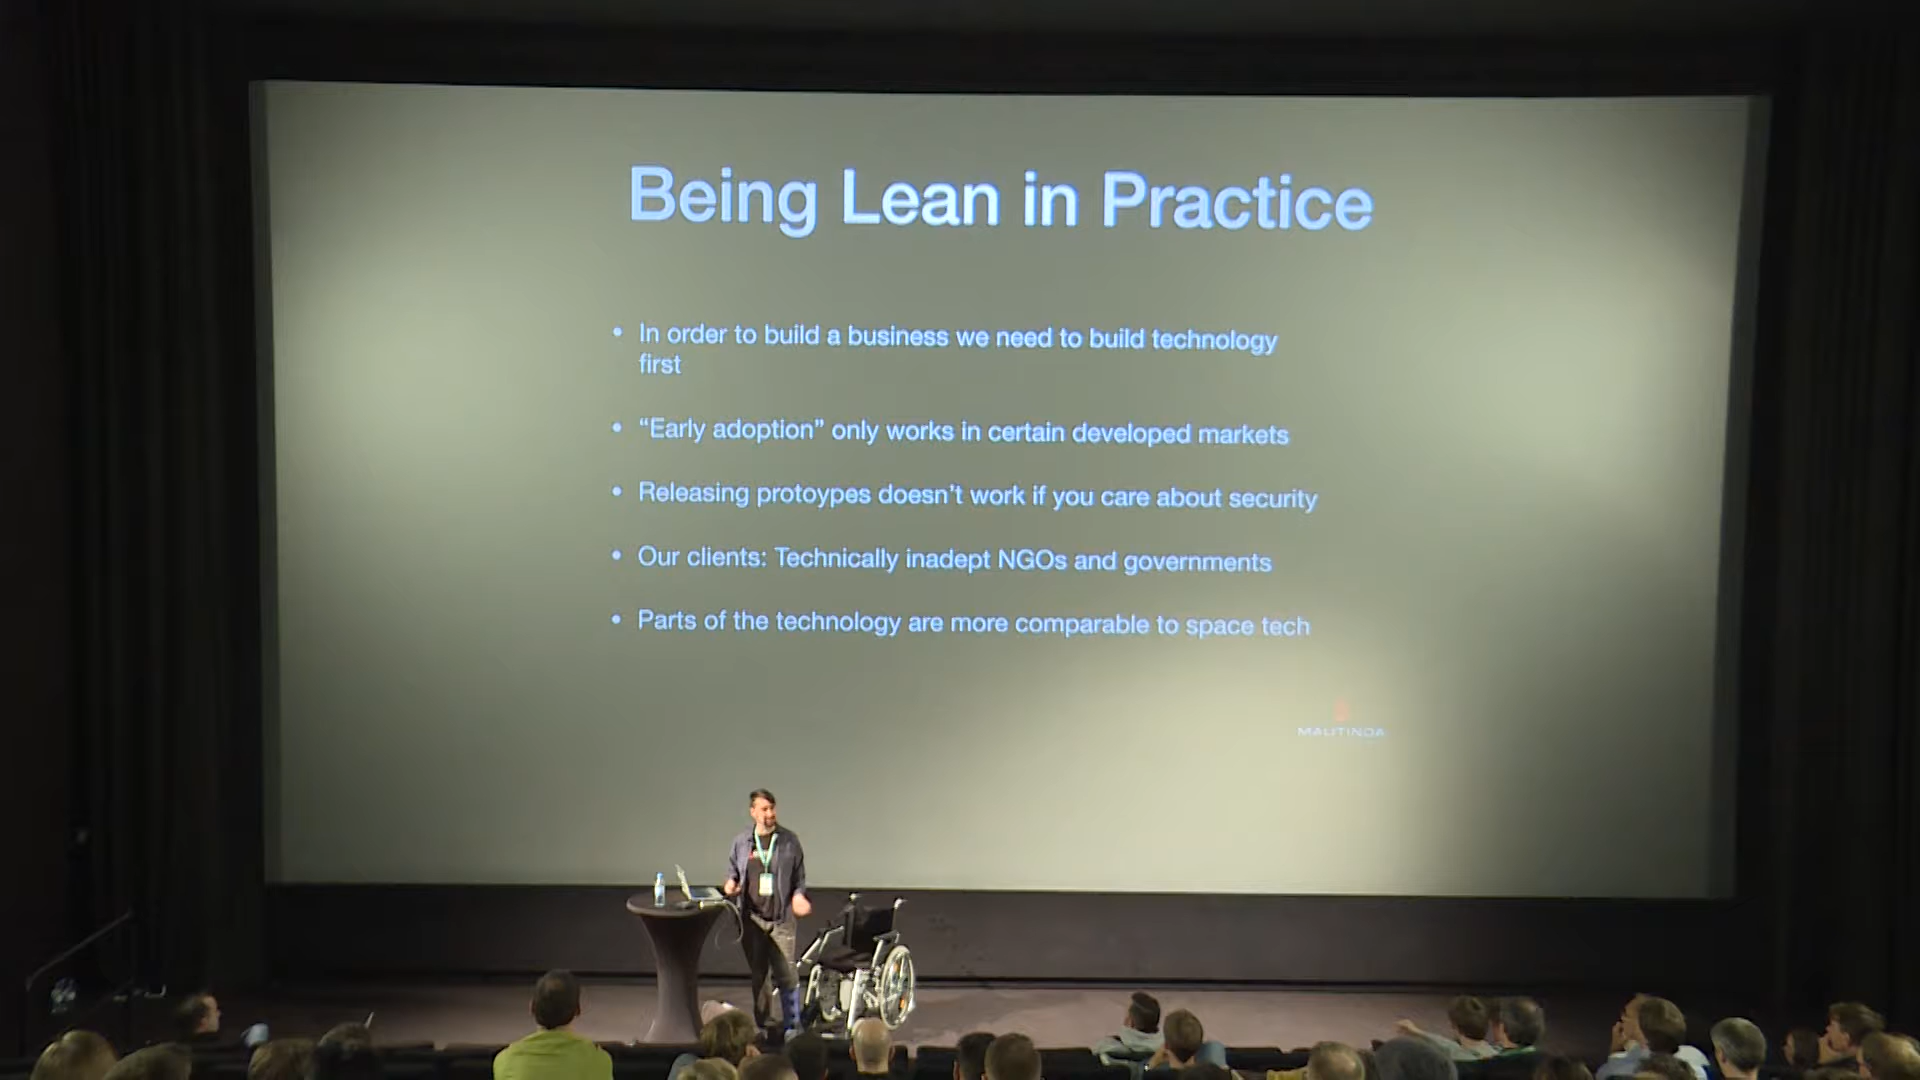 Being Lean in Practice
• In order to build a business we need to build technology
first
• “Early adoption” only works in certain developed markets
• Releasing protoypes doesn’t work if you care about security
• Our clients: Technically inadept NGOs and governments
• Parts of the technology are more comparable to space tech
MALITINDA